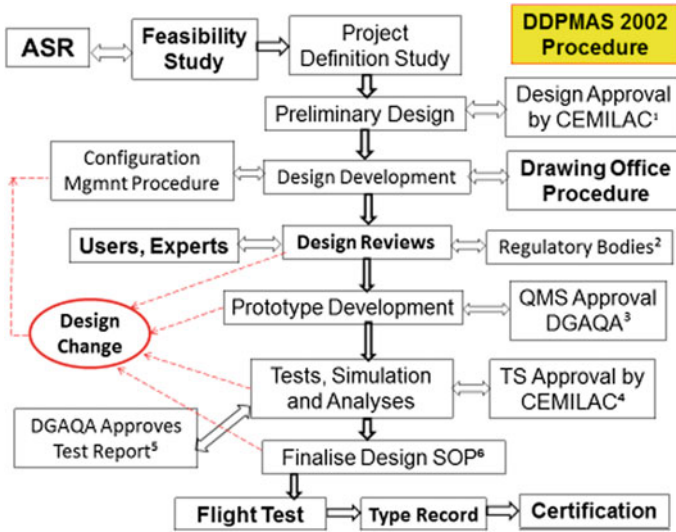 ASR
Feasibility
Study
Project
Definition Study
DDPMAS 2002
Procedure
Preliminary Design
Design Approval
by CEMILAC¹
Configuration
Mgmnt Procedure
Design Development
Drawing Office
Procedure
Users, Experts
Design Reviews
Regulatory Bodies²
Design
Change
Prototype Development
QMS Approval
DGAQA³
Tests, Simulation
and Analyses
TS Approval by
CEMILAC⁴
DGAQA Approves
Test Report⁵
Finalise Design SOP⁶
Flight Test
Type Record
Certification